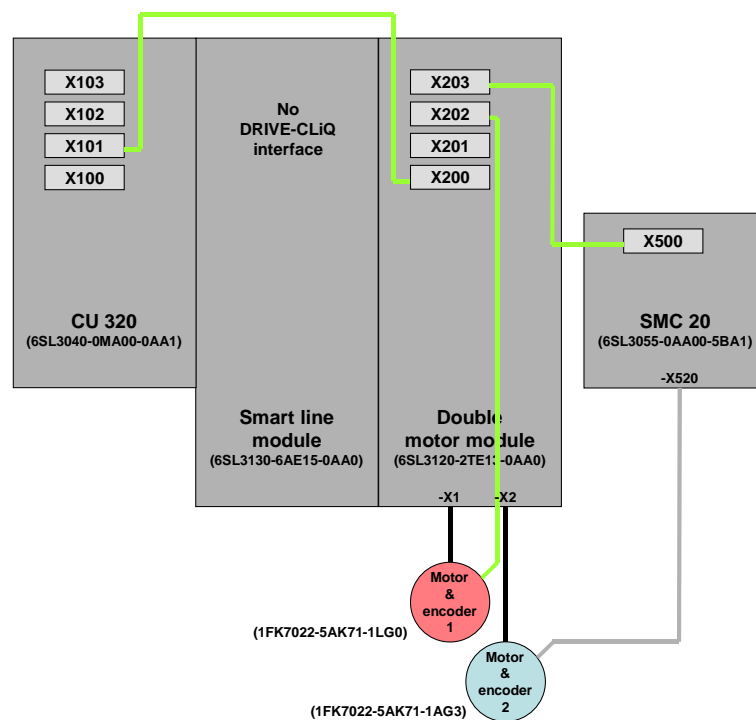 X103
X102
X101
X100
CU 320
(6SL3040-0MA00-0AA1)
No
DRIVE-CLiQ
interface
Smart line
module
(6SL3130-6AE15-0AA0)
X203
X202
X201
X200
Double
motor module
(6SL3120-2TE13-0AA0)
-X1
-X2
X500
SMC 20
(6SL3055-0AA00-5BA1)
-X520
Motor
&
encoder
1
(1FK7022-5AK71-1LG0)
Motor
&
encoder
2
(1FK7022-5AK71-1AG3)